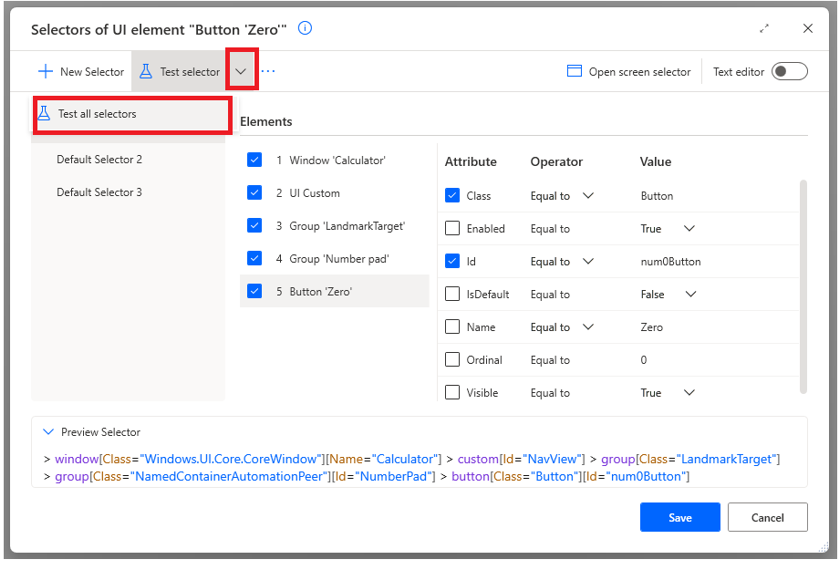 Selectors of UI element "Button 'Zero'"
New Selector Test selector ... Open screen selector Text editor
Test all selectors
Default Selector 2
Default Selector 3
Elements
1 Window 'Calculator'
2 UI Custom
3 Group 'LandmarkTarget'
4 Group 'Number pad'
5 Button 'Zero'
Attribute Operator Value
Class Equal to Button
Enabled Equal to True
Id Equal to num0Button
IsDefault Equal to False
Name Equal to Zero
Ordinal Equal to 0
Visible Equal to True
Preview Selector
> window[Class="Windows.UI.Core.CoreWindow"][Name="Calculator"] > custom[Id="NavView"] > group[Class="LandmarkTarget"]
> group[Class="NamedContainerAutomationPeer"][Id="NumberPad"] > button[Class="Button"][Id="num0Button"]
Save Cancel